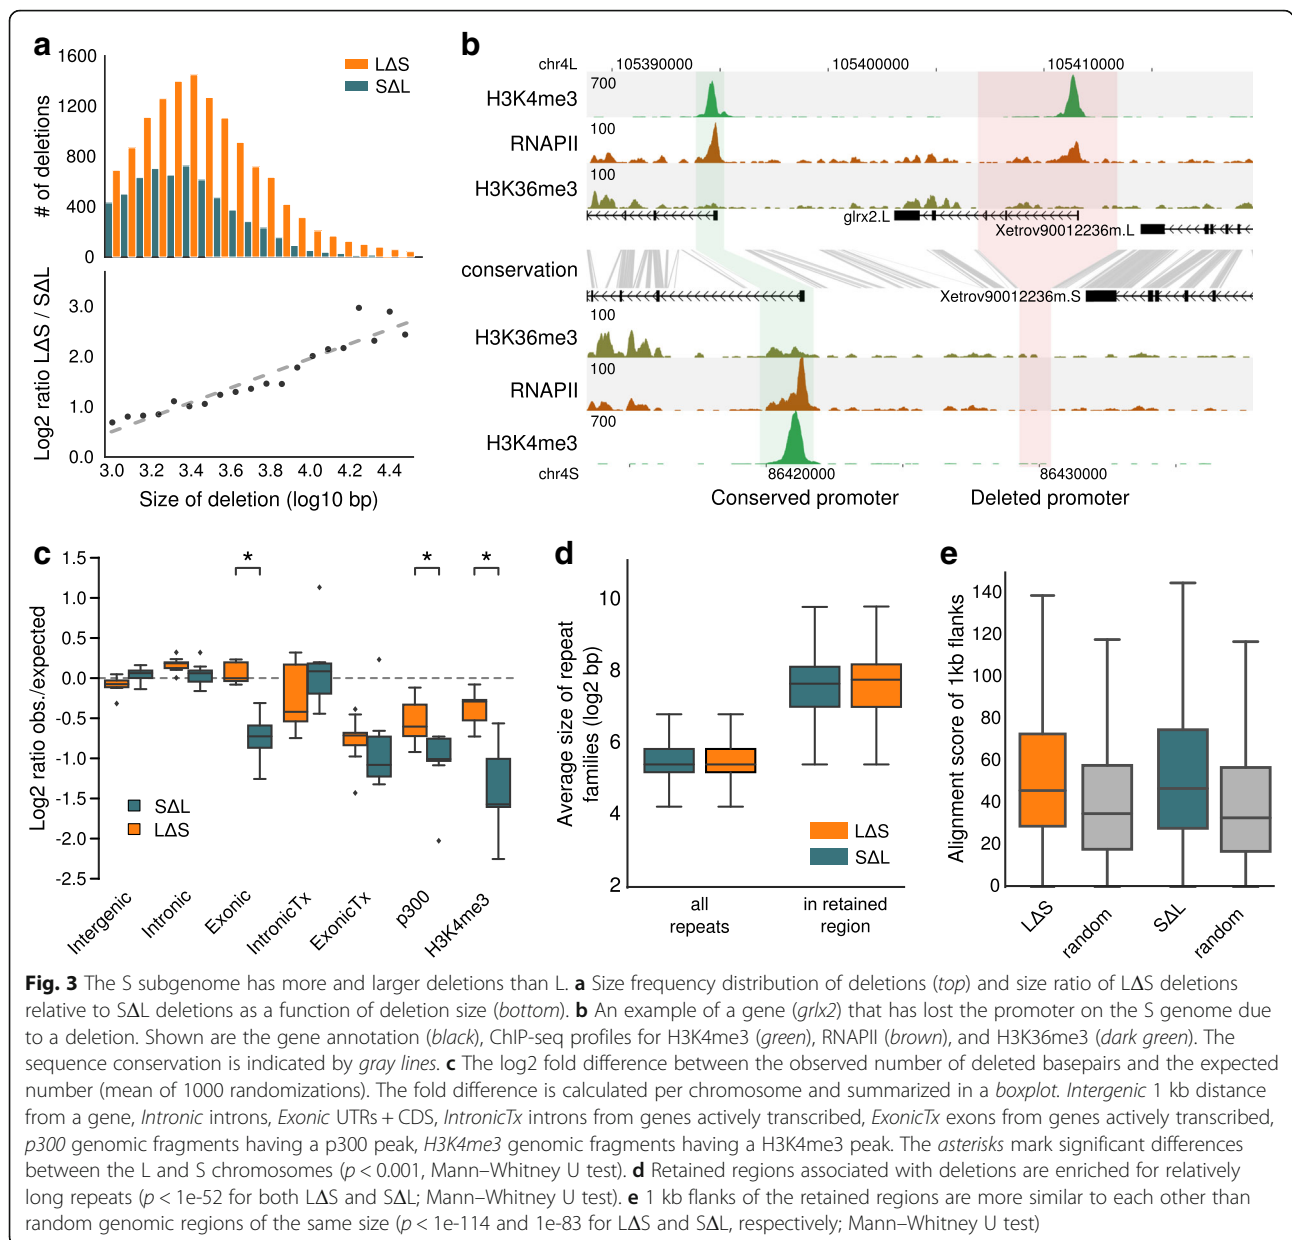 a
1600
1200
800
400
0
# of deletions
LΔS
SΔL
3.0
2.0
1.0
0.0
Log2 ratio LΔS / SΔL
3.0 3.2 3.4 3.6 3.8 4.0 4.2 4.4
Size of deletion (log10 bp)
b
chr4L 105390000 105400000 105410000
700
H3K4me3
100
RNAPII
100
H3K36me3
glrx2.L
Xetrov90012236m.L
conservation
Xetrov90012236m.S
100
H3K36me3
100
RNAPII
700
H3K4me3
chr4S 86420000 86430000
Conserved promoter Deleted promoter
c
1.5
1.0
0.5
0.0
-0.5
-1.0
-1.5
-2.0
-2.5
Log2 ratio obs./expected
* * *
SΔL
LΔS
Intergenic Intronic Exonic IntronicTx ExonicTx p300 H3K4me3
d
10
8
6
4
2
Average size of repeat
families (log2 bp)
LΔS
SΔL
all
repeats
in retained
region
e
140
120
100
80
60
40
20
0
Alignment score of 1kb flanks
LΔS random SΔL random
Fig. 3 The S subgenome has more and larger deletions than L. a Size frequency distribution of deletions (top) and size ratio of LΔS deletions
relative to SΔL deletions as a function of deletion size (bottom). b An example of a gene (grlx2) that has lost the promoter on the S genome due
to a deletion. Shown are the gene annotation (black), ChIP-seq profiles for H3K4me3 (green), RNAPII (brown), and H3K36me3 (dark green). The
sequence conservation is indicated by gray lines. c The log2 fold difference between the observed number of deleted basepairs and the expected
number (mean of 1000 randomizations). The fold difference is calculated per chromosome and summarized in a boxplot. Intergenic 1 kb distance
from a gene, Intronic introns, Exonic UTRs + CDS, IntronicTx introns from genes actively transcribed, ExonicTx exons from genes actively transcribed,
p300 genomic fragments having a p300 peak, H3K4me3 genomic fragments having a H3K4me3 peak. The asterisks mark significant differences
between the L and S chromosomes (p < 0.001, Mann–Whitney U test). d Retained regions associated with deletions are enriched for relatively
long repeats (p < 1e-52 for both LΔS and SΔL; Mann–Whitney U test). e 1 kb flanks of the retained regions are more similar to each other than
random genomic regions of the same size (p < 1e-114 and 1e-83 for LΔS and SΔL, respectively; Mann–Whitney U test)